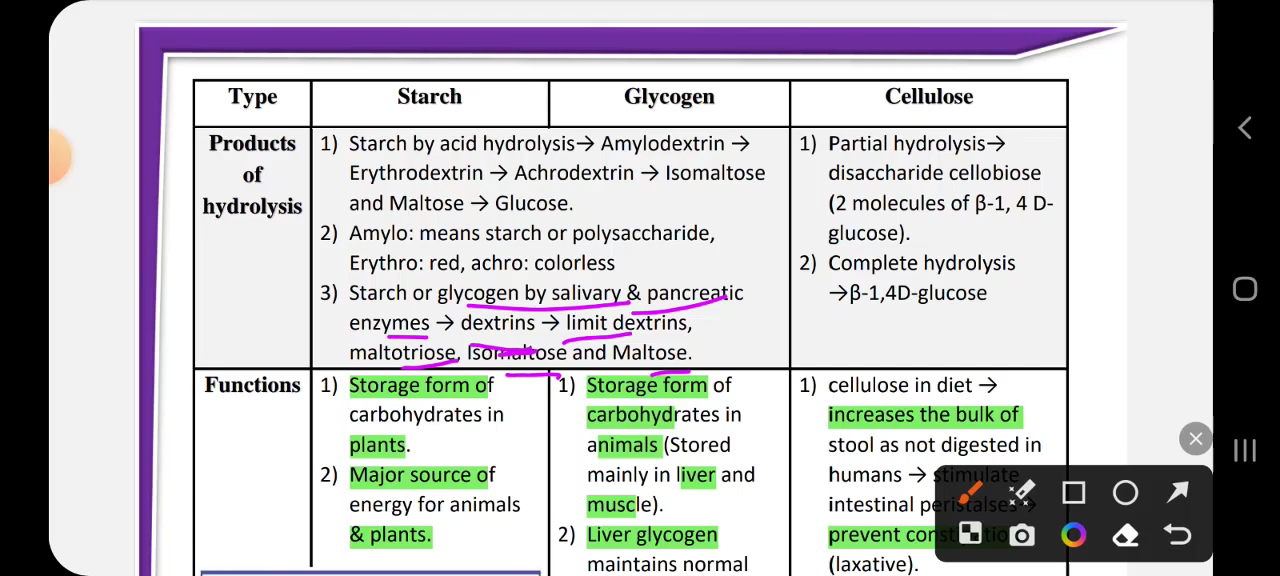 Type Starch Glycogen Cellulose
Products
of
hydrolysis
1) Starch by acid hydrolysis→ Amylodextrin →
Erythrodextrin → Achrodextrin → Isomaltose
and Maltose → Glucose.
2) Amylo: means starch or polysaccharide,
Erythro: red, achro: colorless
3) Starch or glycogen by salivary & pancreatic
enzymes → dextrins → limit dextrins,
maltotriose, Isomaltose and Maltose.
1) Partial hydrolysis→
disaccharide cellobiose
(2 molecules of β-1, 4 D-
glucose).
2) Complete hydrolysis
→β-1,4D-glucose
Functions
1) Storage form of
carbohydrates in
plants.
2) Major source of
energy for animals
& plants.
1) Storage form of
carbohydrates in
animals (Stored
mainly in liver and
muscle).
2) Liver glycogen
maintains normal
1) cellulose in diet →
increases the bulk of
stool as not digested in
humans → stimulate
intestinal peristalses →
prevent
(laxative).